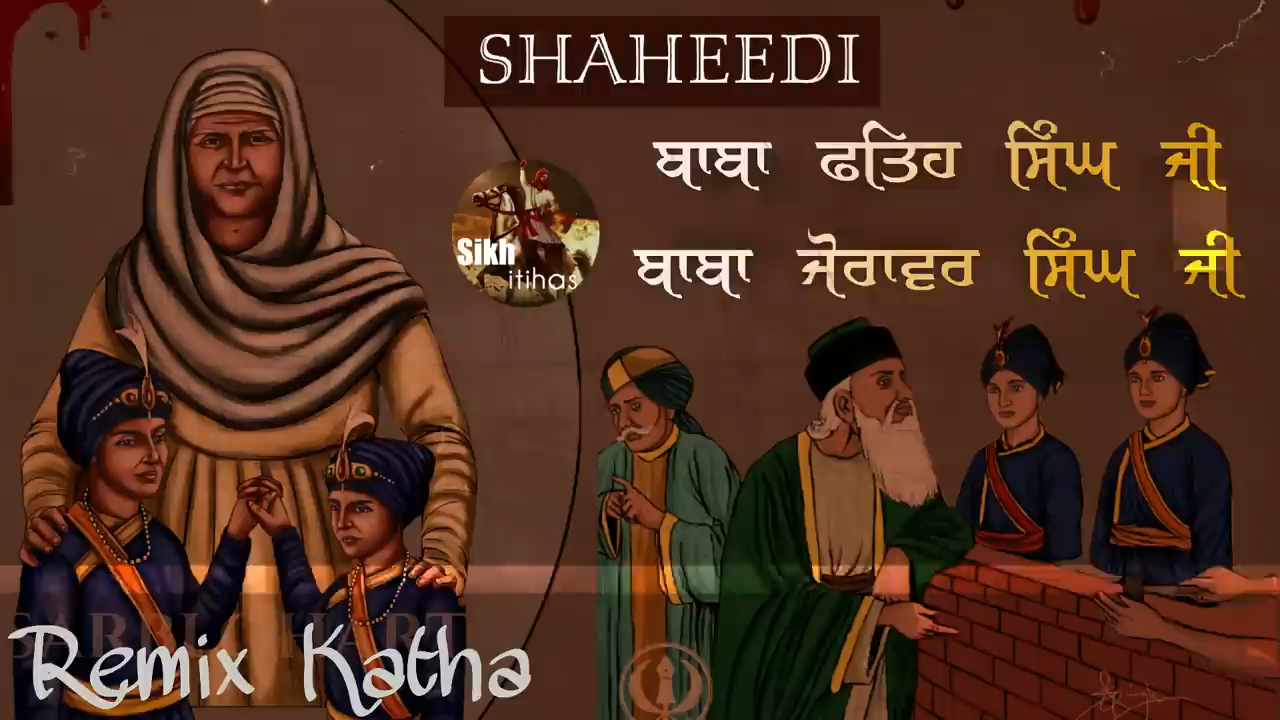 SHAHEEDI
ਬਾਬਾ ਫਤਿਹ ਸਿੰਘ ਜੀ
ਬਾਬਾ ਜੋਰਾਵਰ ਸਿੰਘ ਜੀ
Sikh
itihas
Remix Katha